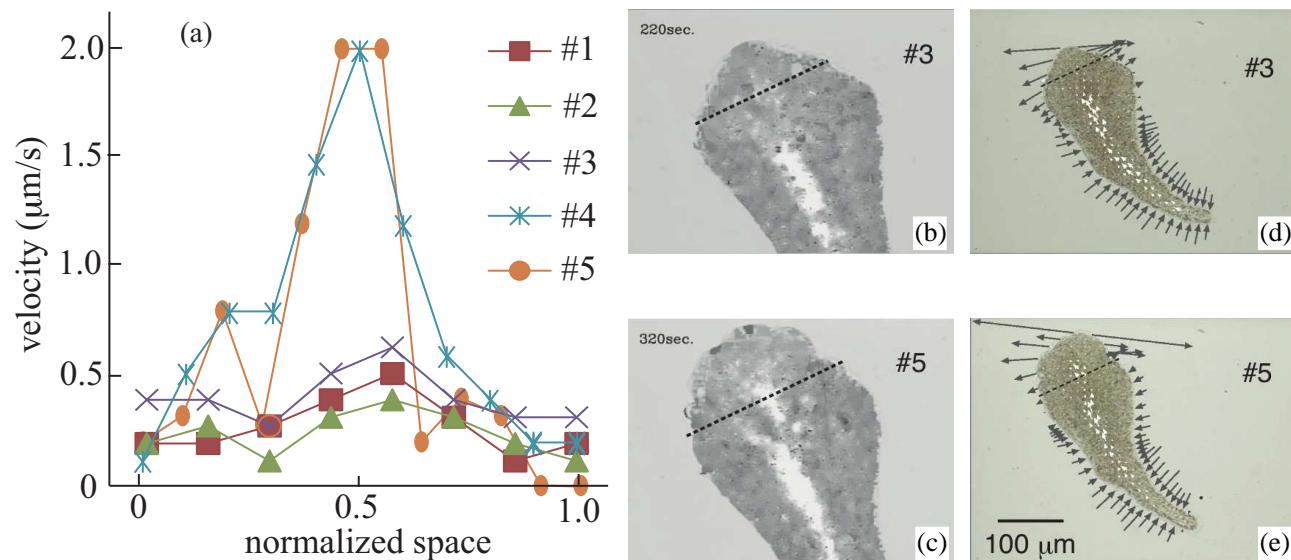 (a)
2.0
1.5
1.0
0.5
0
velocity (μm/s)
0
0.5
1.0
normalized space
#1
#2
#3
#4
#5
220sec.
#3
(b)
#3
(d)
320sec.
#5
(c)
#5
100 μm
(e)